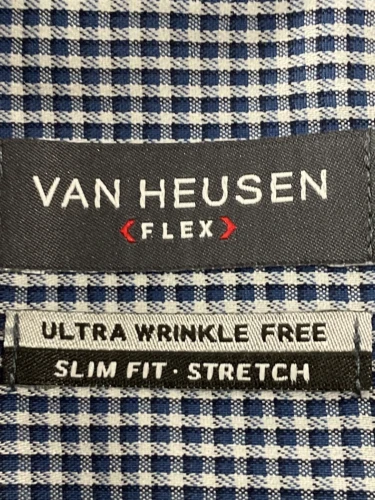 VAN HEUSEN
FLEX
ULTRA WRINKLE FREE
SLIM FIT · STRETCH